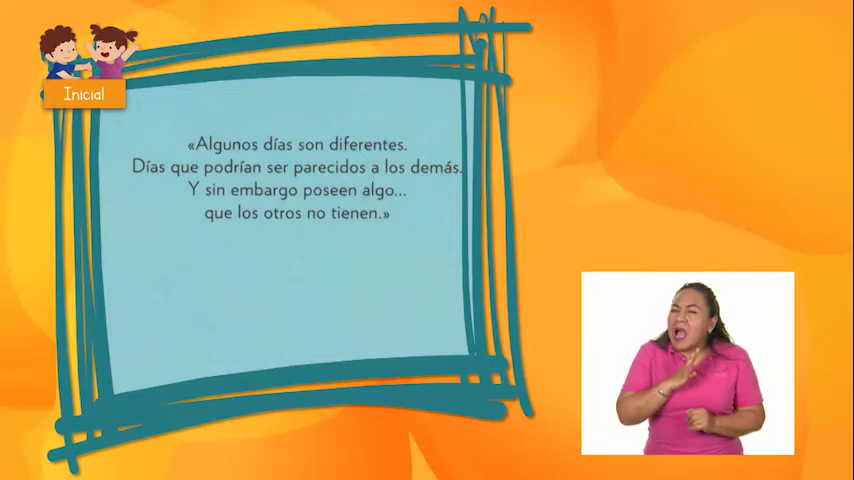 Inicial
«Algunos días son diferentes.
Días que podrían ser parecidos a los demás.
Y sin embargo poseen algo...
que los otros no tienen.»